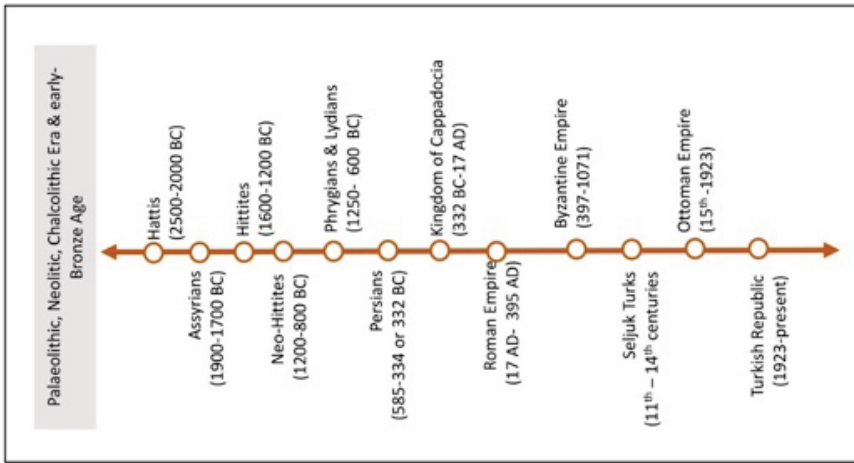 Palaeolithic, Neolitic, Chalcolithic Era & early-
Bronze Age
Hattis
(2500-2000 BC)
Assyrians
(1900-1700 BC)
Hittites
(1600-1200 BC)
Neo-Hittites
(1200-800 BC)
Phrygians & Lydians
(1250- 600 BC)
Persians
(585-334 or 332 BC)
Kingdom of Cappadocia
(332 BC-17 AD)
Roman Empire
(17 AD- 395 AD)
Byzantine Empire
(397-1071)
Seljuk Turks
(11th – 14th centuries)
Ottoman Empire
(15th -1923)
Turkish Republic
(1923-present)